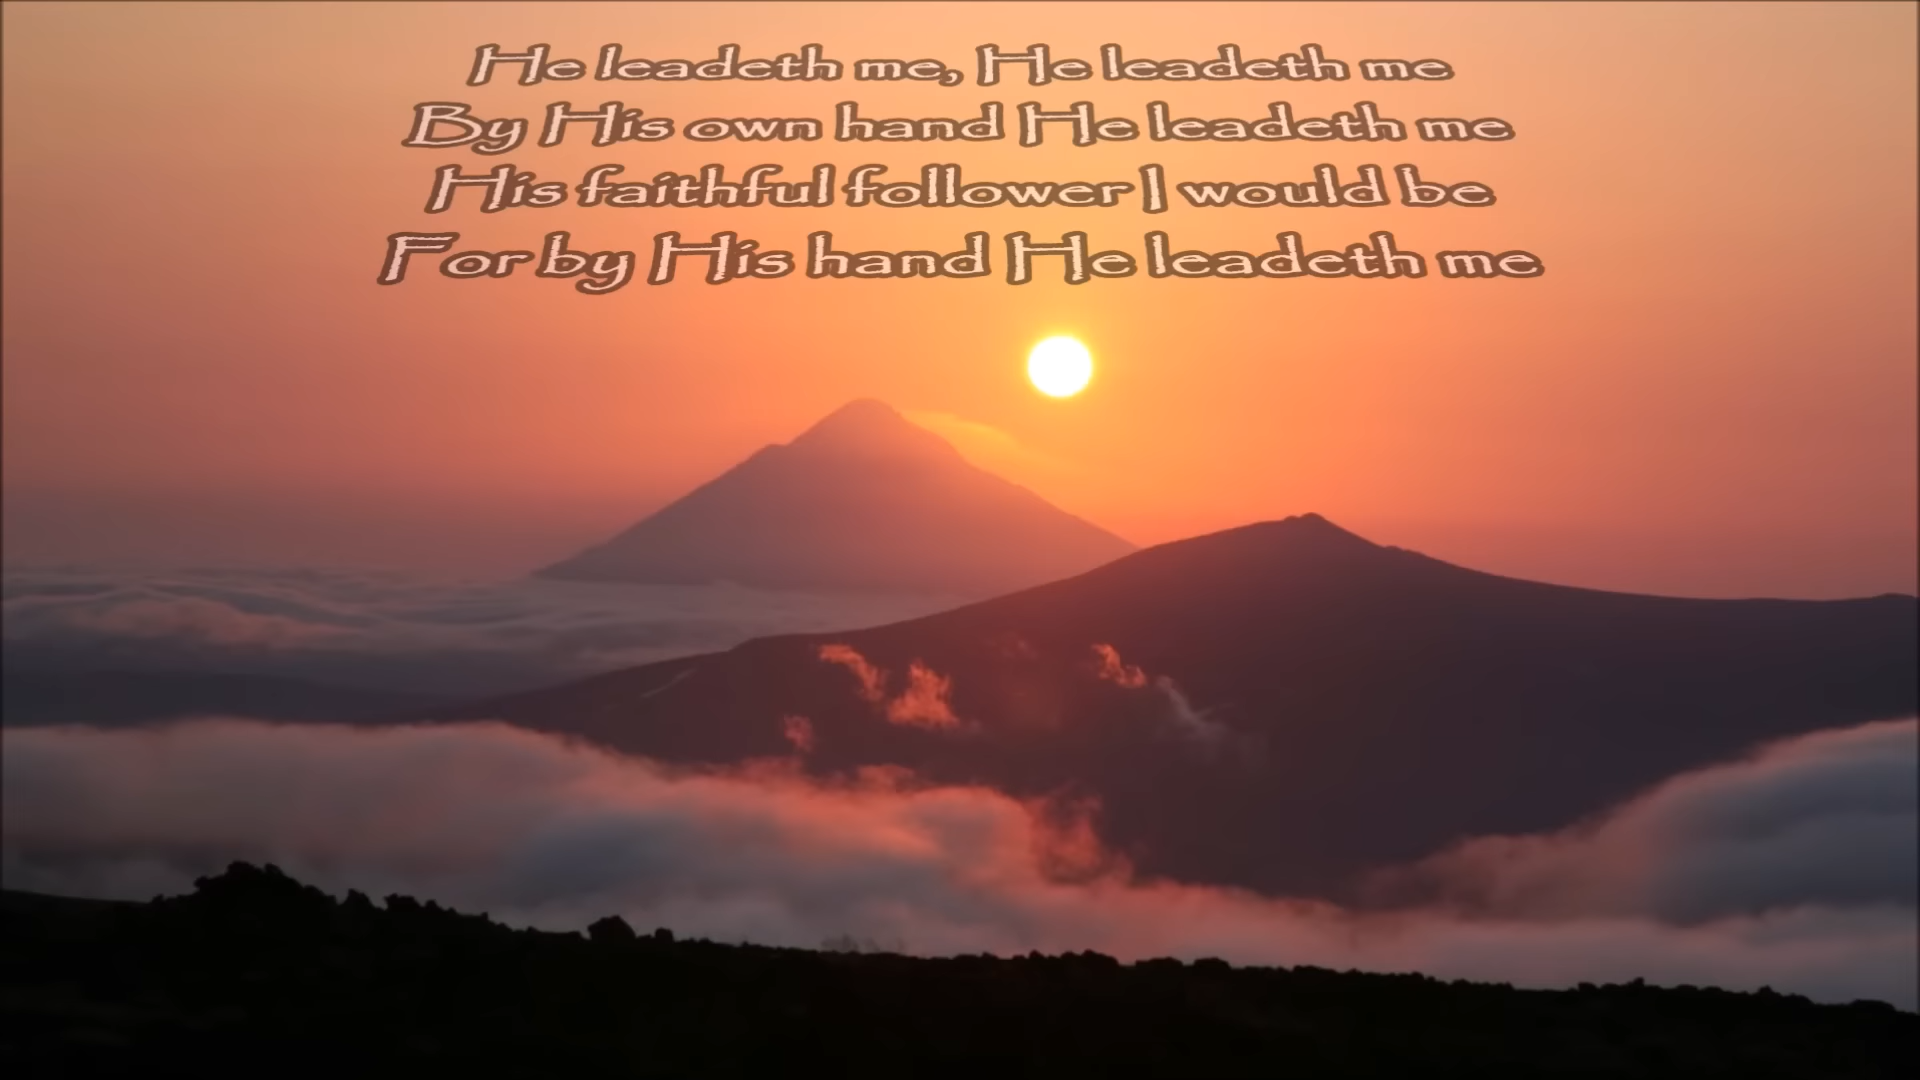 He leadeth me, He leadeth me
By His own hand He leadeth me
His faithful follower I would be
For by His hand He leadeth me